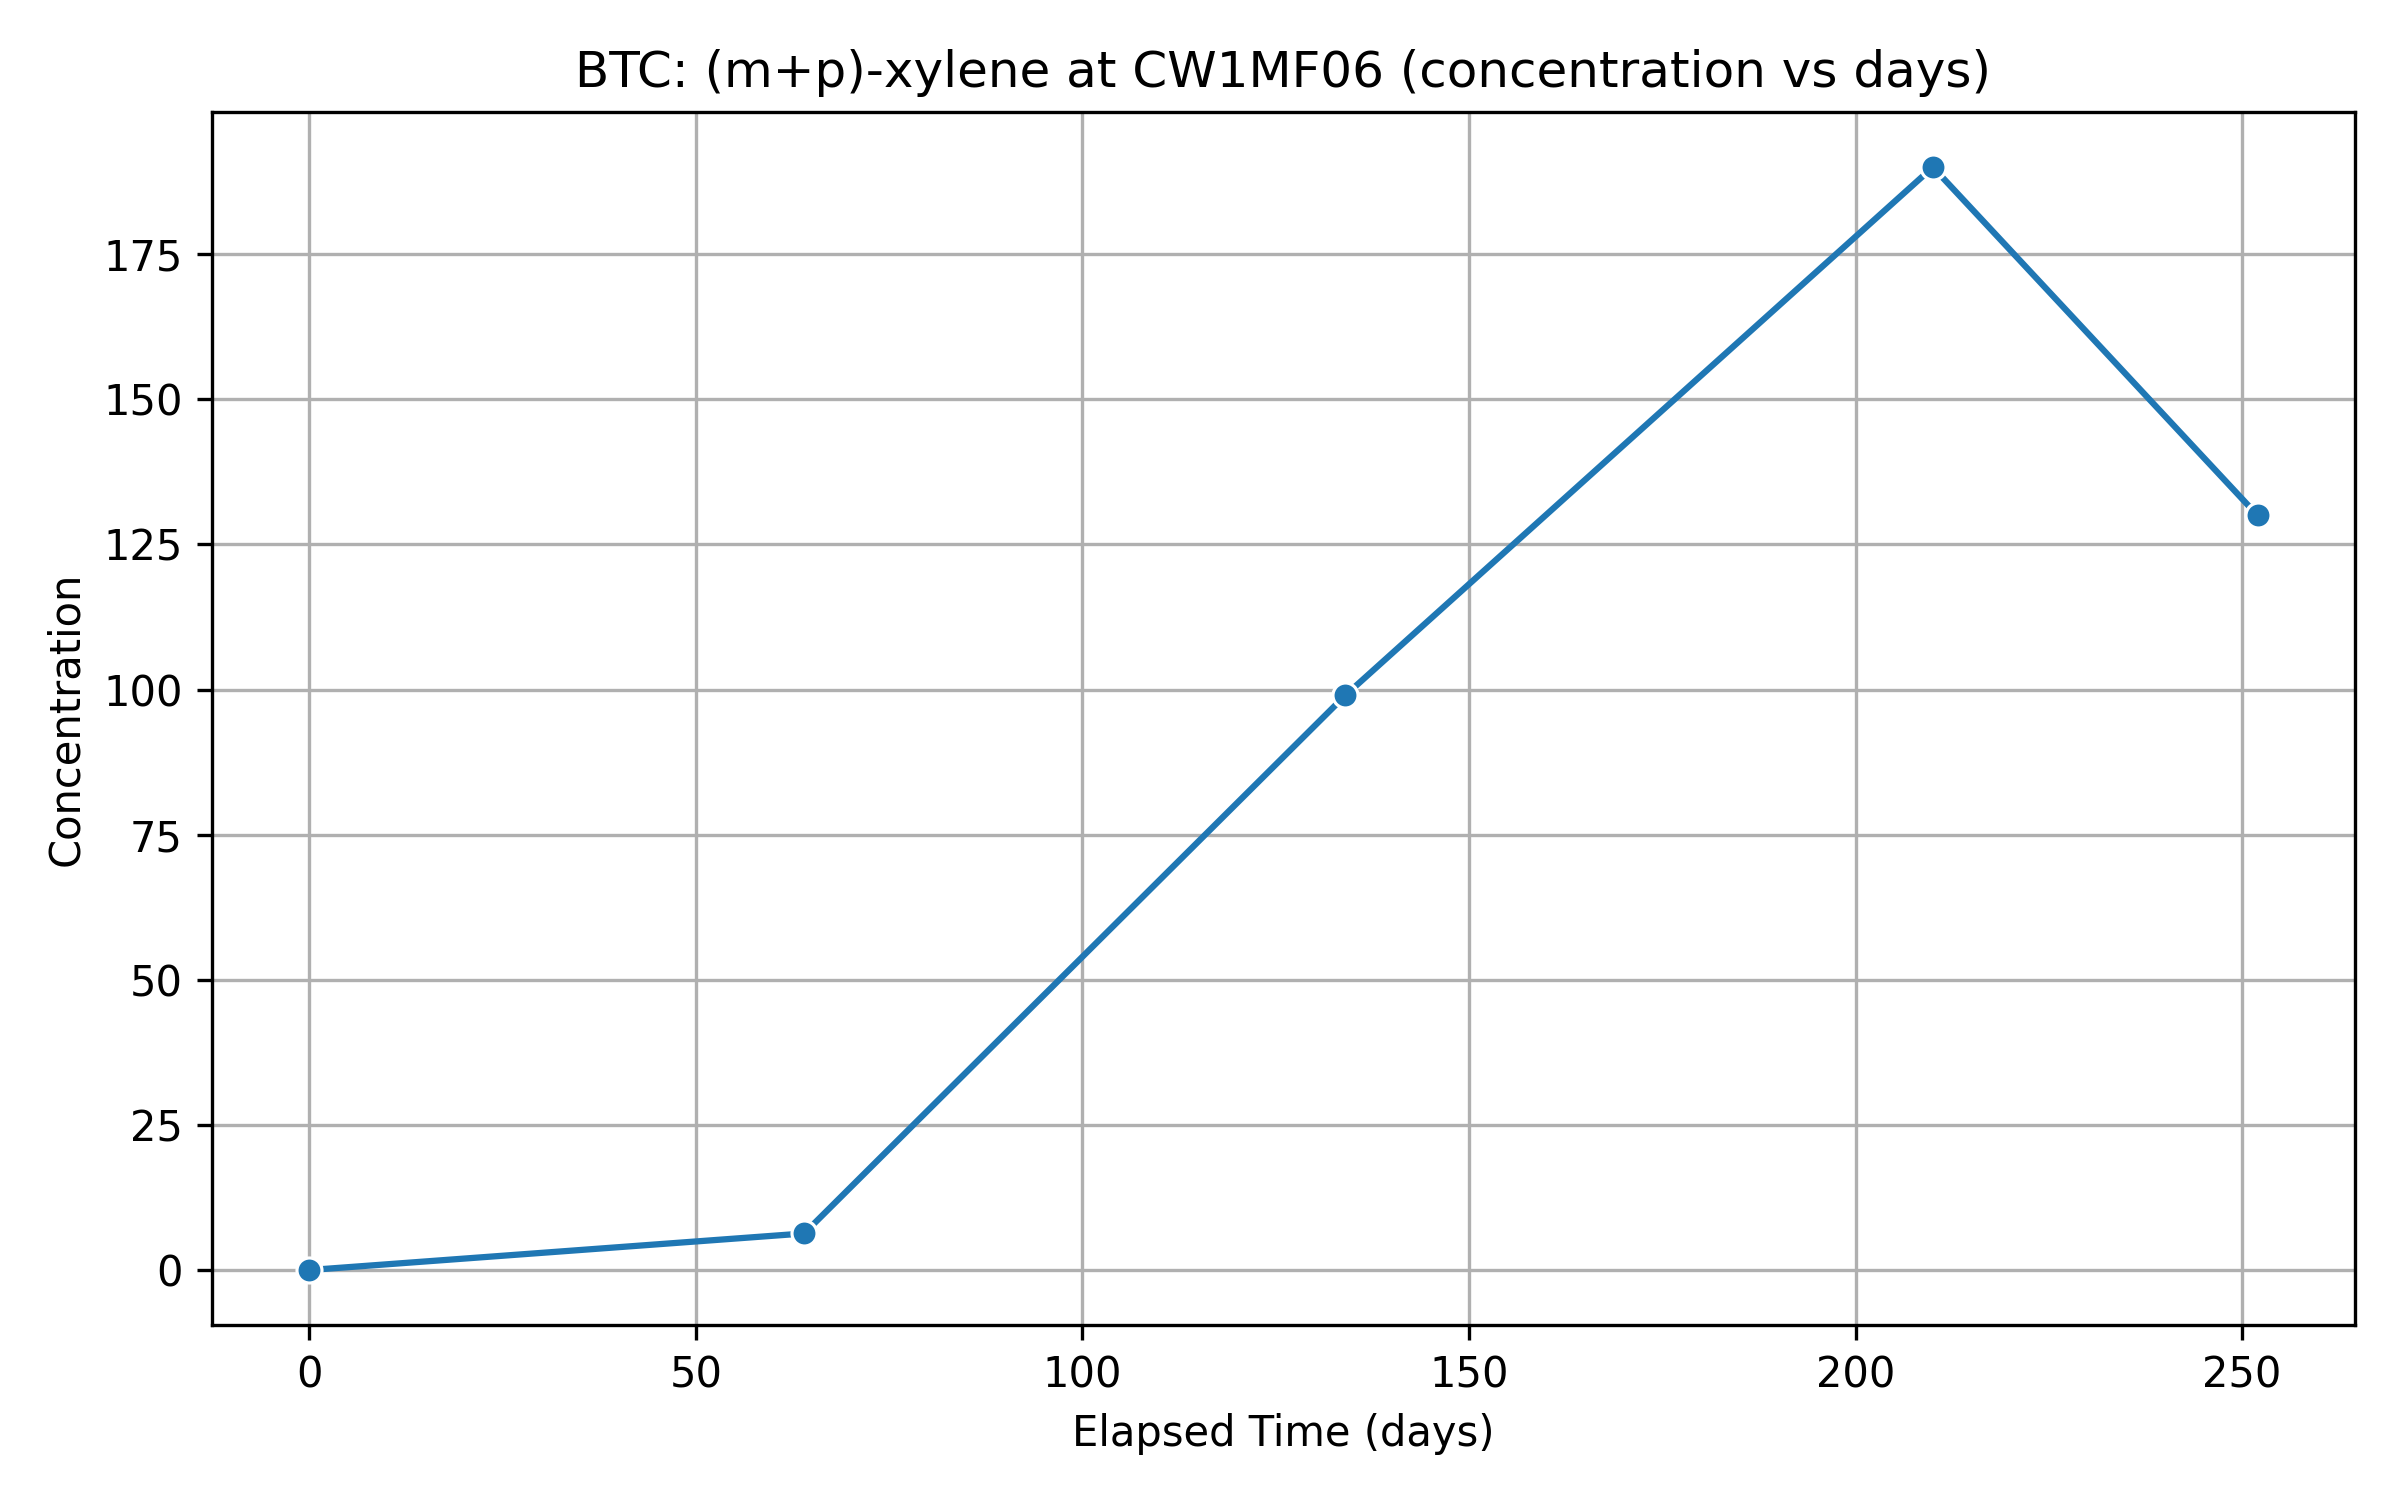 BTC: (m+p)-xylene at CW1MF06 (concentration vs days)
175
150
125
100
75
50
25
0
Concentration
0 50 100 150 200 250
Elapsed Time (days)